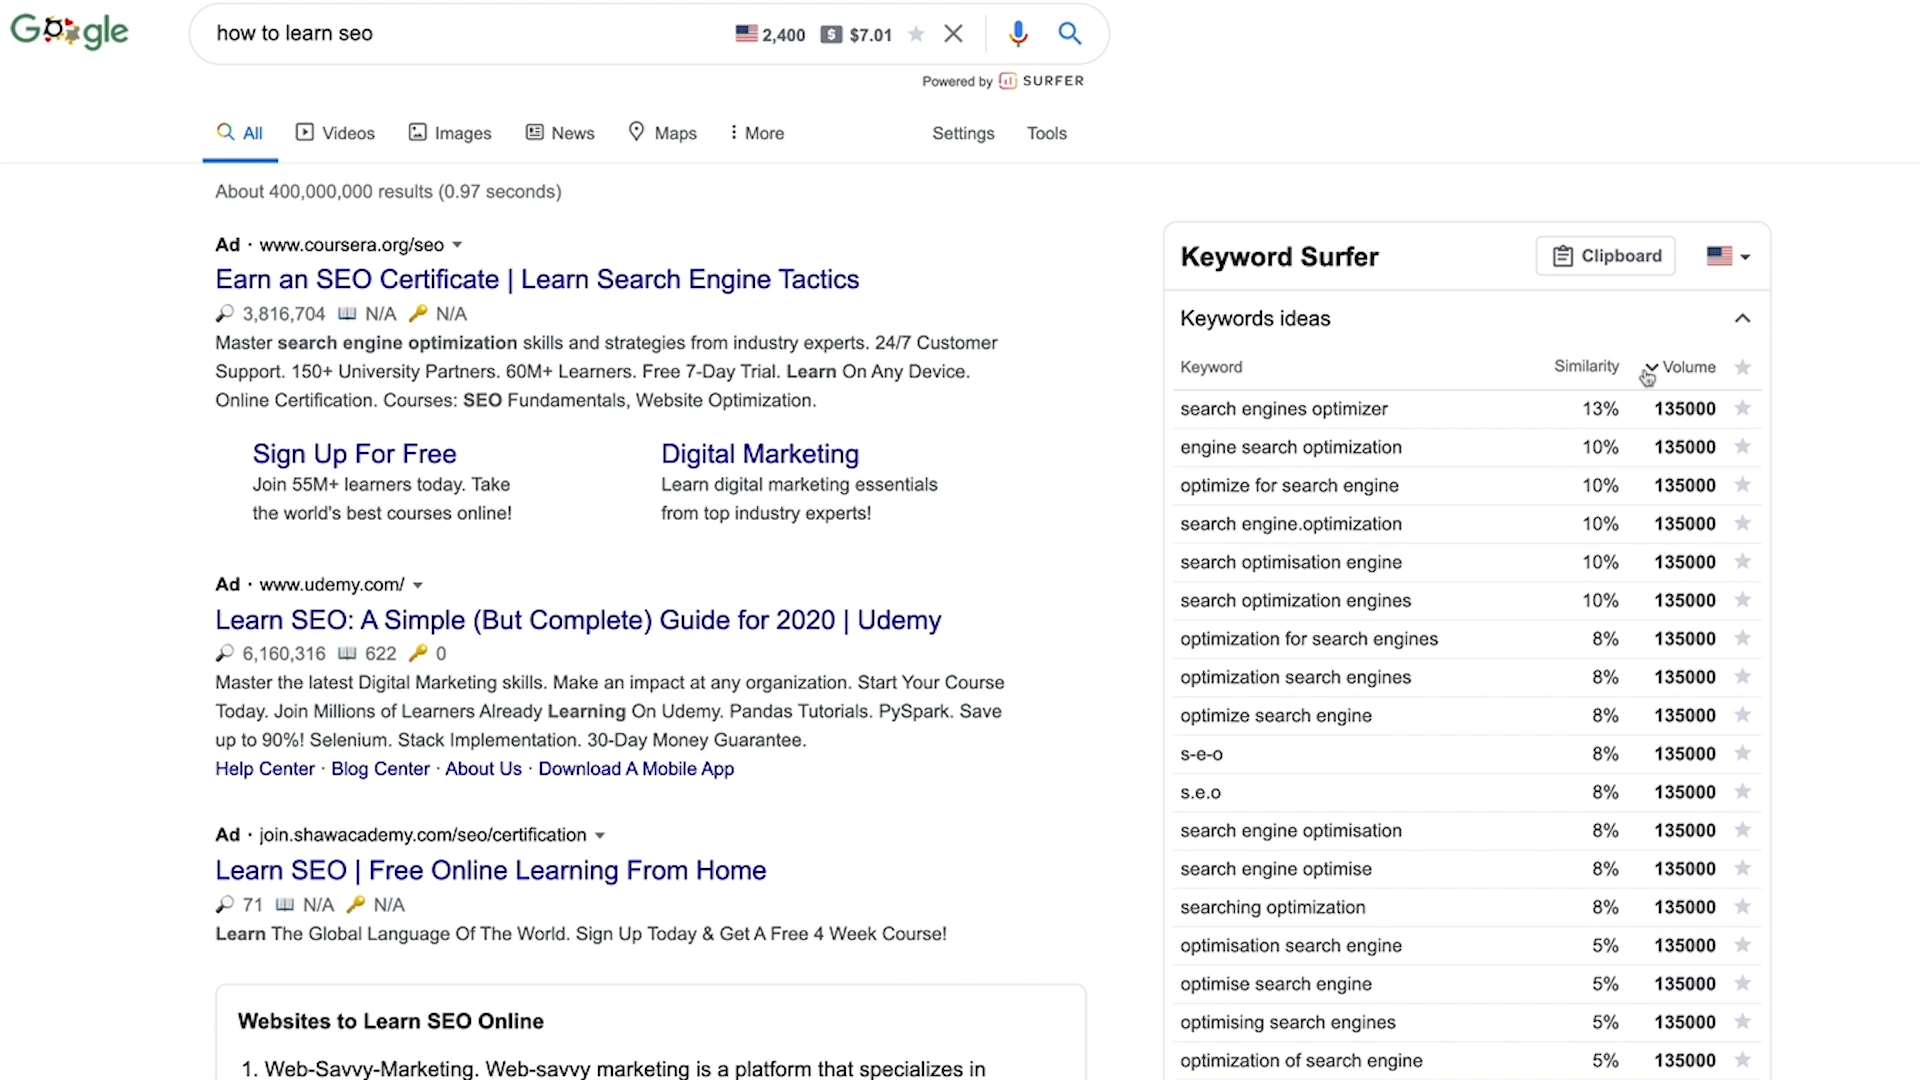 Google
how to learn seo
2,400 $ $7.01
Powered by SURFER
All Videos Images News Maps More Settings Tools
About 400,000,000 results (0.97 seconds)
Ad · www.coursera.org/seo
Earn an SEO Certificate | Learn Search Engine Tactics
3,816,704 N/A N/A
Master search engine optimization skills and strategies from industry experts. 24/7 Customer
Support. 150+ University Partners. 60M+ Learners. Free 7-Day Trial. Learn On Any Device.
Online Certification. Courses: SEO Fundamentals, Website Optimization.
Sign Up For Free
Join 55M+ learners today. Take
the world's best courses online!
Digital Marketing
Learn digital marketing essentials
from top industry experts!
Ad · www.udemy.com/
Learn SEO: A Simple (But Complete) Guide for 2020 | Udemy
6,160,316 622 0
Master the latest Digital Marketing skills. Make an impact at any organization. Start Your Course
Today. Join Millions of Learners Already Learning On Udemy. Pandas Tutorials. PySpark. Save
up to 90%! Selenium. Stack Implementation. 30-Day Money Guarantee.
Help Center · Blog Center · About Us · Download A Mobile App
Ad · join.shawacademy.com/seo/certification
Learn SEO | Free Online Learning From Home
71 N/A N/A
Learn The Global Language Of The World. Sign Up Today & Get A Free 4 Week Course!
Websites to Learn SEO Online
1. Web-Savvy-Marketing. Web-savvy marketing is a platform that specializes in
Keyword Surfer Clipboard
Keywords ideas
Keyword Similarity Volume
search engines optimizer 13% 135000
engine search optimization 10% 135000
optimize for search engine 10% 135000
search engine.optimization 10% 135000
search optimisation engine 10% 135000
search optimization engines 10% 135000
optimization for search engines 8% 135000
optimization search engines 8% 135000
optimize search engine 8% 135000
s-e-o 8% 135000
s.e.o 8% 135000
search engine optimisation 8% 135000
search engine optimise 8% 135000
searching optimization 8% 135000
optimisation search engine 5% 135000
optimise search engine 5% 135000
optimising search engines 5% 135000
optimization of search engine 5% 135000